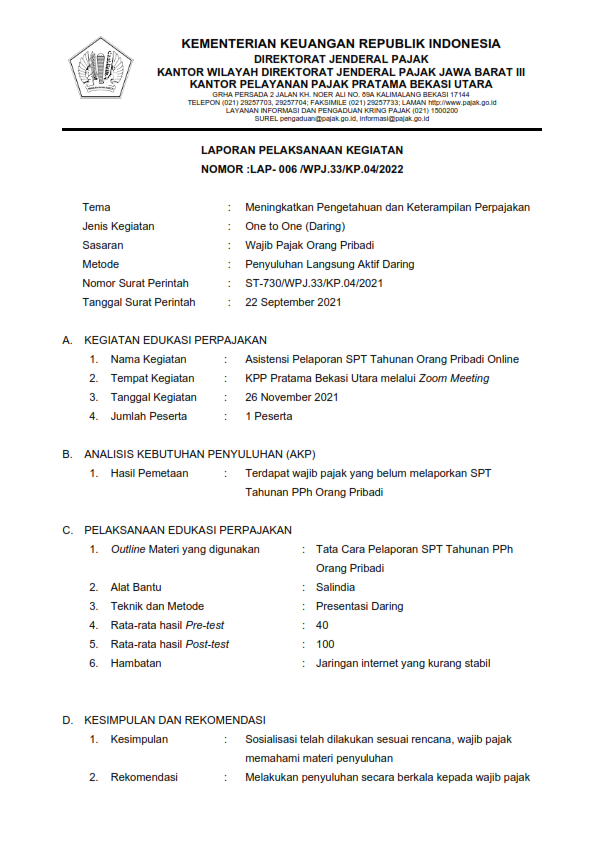 KEMENTERIAN KEUANGAN REPUBLIK INDONESIA
DIREKTORAT JENDERAL PAJAK
KANTOR WILAYAH DIREKTORAT JENDERAL PAJAK JAWA BARAT III
KANTOR PELAYANAN PAJAK PRATAMA BEKASI UTARA
GRHA PERSADA 2 JALAN KH. NOER ALI NO. 89A KALIMALANG BEKASI 17144
TELEPON (021) 29257703, 29257704; FAKSIMILE (021) 29257733; LAMAN http://www.pajak.go.id
LAYANAN INFORMASI DAN PENGADUAN KRING PAJAK (021) 1500200
SUREL pengaduan@pajak.go.id, informasi@pajak.go.id
LAPORAN PELAKSANAAN KEGIATAN
NOMOR :LAP- 006 /WPJ.33/KP.04/2022
Tema : Meningkatkan Pengetahuan dan Keterampilan Perpajakan
Jenis Kegiatan : One to One (Daring)
Sasaran : Wajib Pajak Orang Pribadi
Metode : Penyuluhan Langsung Aktif Daring
Nomor Surat Perintah : ST-730/WPJ.33/KP.04/2021
Tanggal Surat Perintah : 22 September 2021
A. KEGIATAN EDUKASI PERPAJAKAN
1. Nama Kegiatan : Asistensi Pelaporan SPT Tahunan Orang Pribadi Online
2. Tempat Kegiatan : KPP Pratama Bekasi Utara melalui Zoom Meeting
3. Tanggal Kegiatan : 26 November 2021
4. Jumlah Peserta : 1 Peserta
B. ANALISIS KEBUTUHAN PENYULUHAN (AKP)
1. Hasil Pemetaan : Terdapat wajib pajak yang belum melaporkan SPT
Tahunan PPh Orang Pribadi
C. PELAKSANAAN EDUKASI PERPAJAKAN
1. Outline Materi yang digunakan : Tata Cara Pelaporan SPT Tahunan PPh
Orang Pribadi
2. Alat Bantu : Salindia
3. Teknik dan Metode : Presentasi Daring
4. Rata-rata hasil Pre-test : 40
5. Rata-rata hasil Post-test : 100
6. Hambatan : Jaringan internet yang kurang stabil
D. KESIMPULAN DAN REKOMENDASI
1. Kesimpulan : Sosialisasi telah dilakukan sesuai rencana, wajib pajak
memahami materi penyuluhan
2. Rekomendasi : Melakukan penyuluhan secara berkala kepada wajib pajak